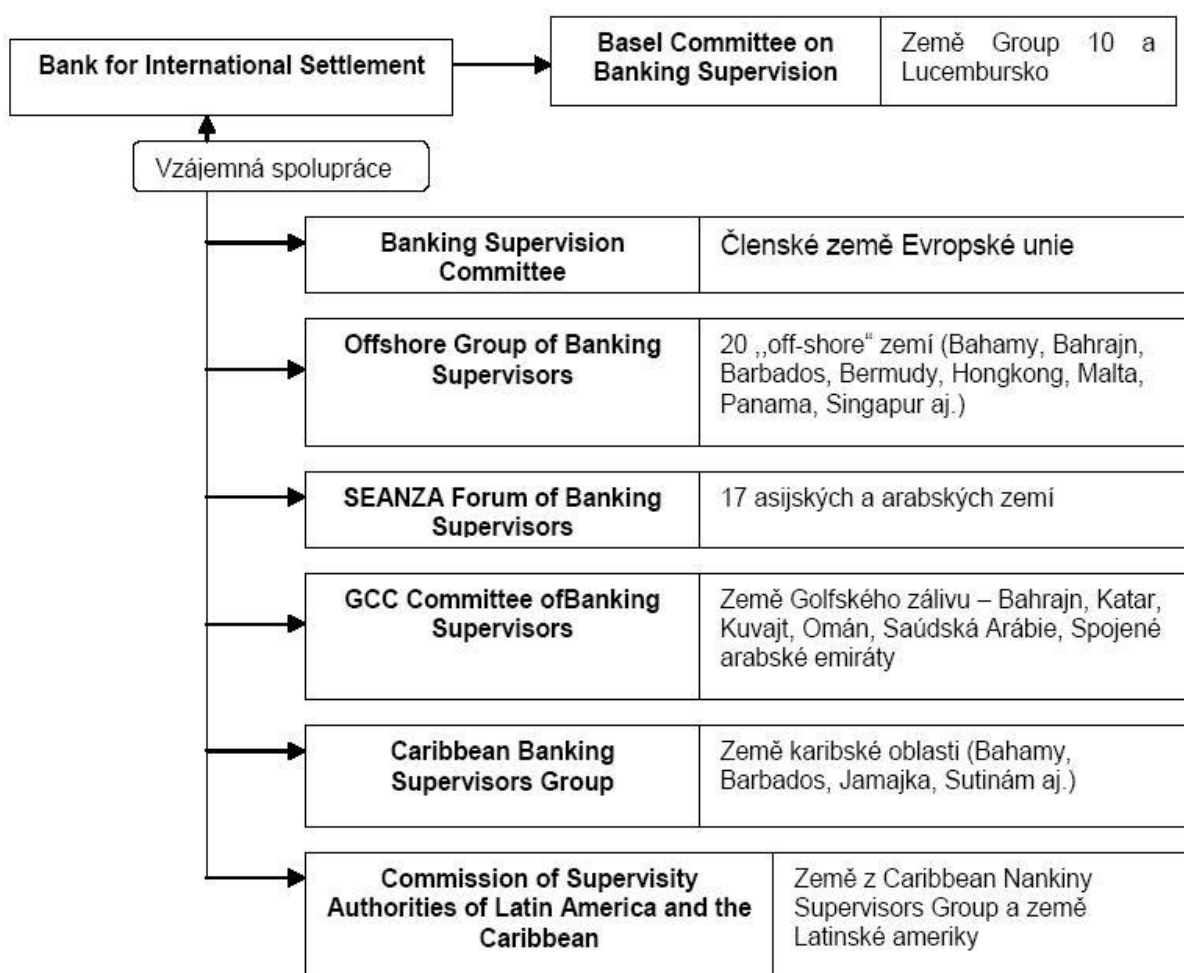 Bank for International Settlement
Basel Committee on
Banking Supervision
Země Group 10 a
Lucembursko
Vzájemná spolupráce
Banking Supervision
Committee
Členské země Evropské unie
Offshore Group of Banking
Supervisors
20 ,,off-shore“ zemí (Bahamy, Bahrajn,
Barbados, Bermudy, Hongkong, Malta,
Panama, Singapur aj.)
SEANZA Forum of Banking
Supervisors
17 asijských a arabských zemí
GCC Committee ofBanking
Supervisors
Země Golfského zálivu – Bahrajn, Katar,
Kuvajt, Omán, Saúdská Arábie, Spojené
arabské emiráty
Caribbean Banking
Supervisors Group
Země karibské oblasti (Bahamy,
Barbados, Jamajka, Sutinám aj.)
Commission of Supervisity
Authorities of Latin America and the
Caribbean
Země z Caribbean Nankiny
Supervisors Group a země
Latinské ameriky